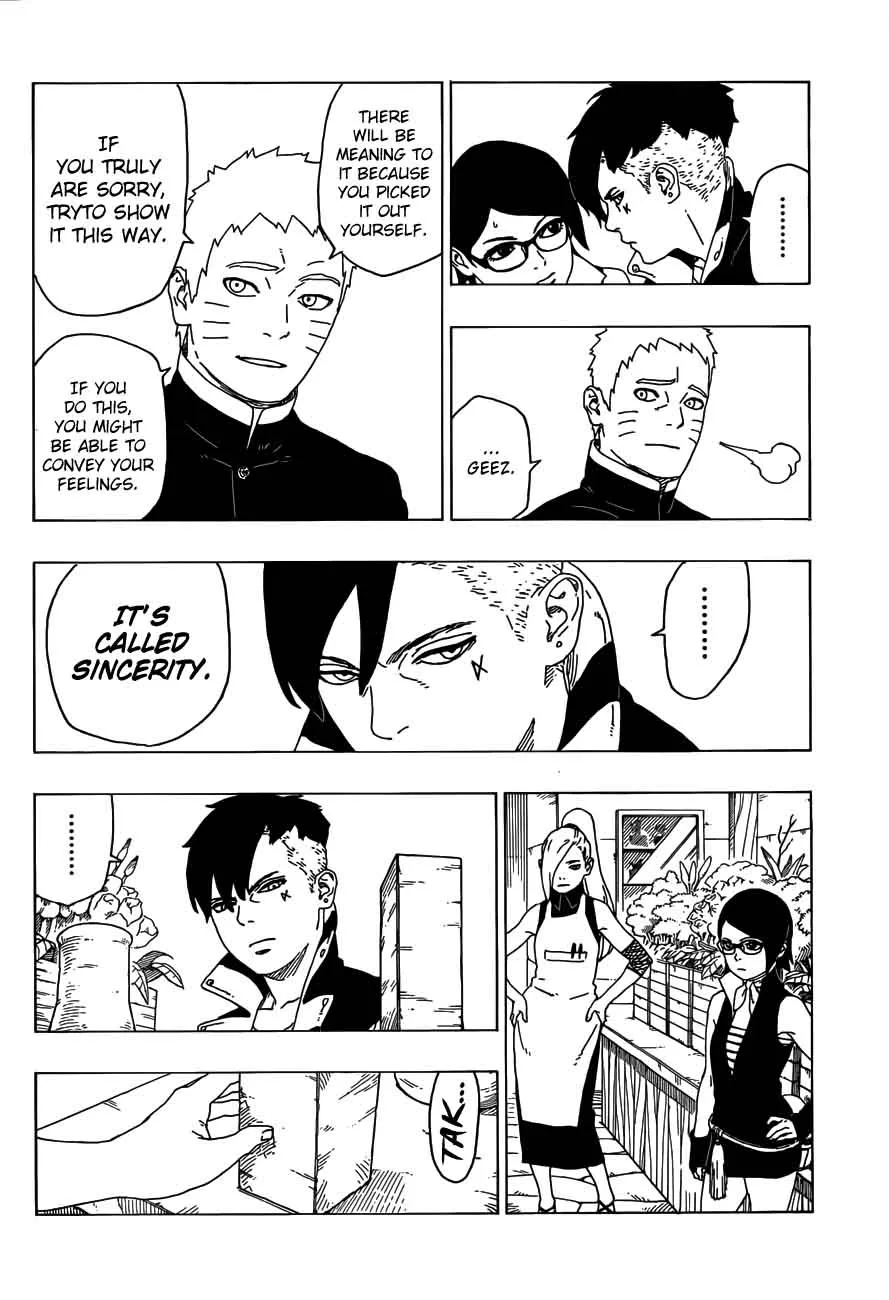 .........
...
GEEZ.
THERE
WILL BE
MEANING TO
IT BECAUSE
YOU PICKED
IT OUT
YOURSELF.
IF
YOU TRULY
ARE SORRY,
TRYTO SHOW
IT THIS WAY.
IF YOU
DO THIS,
YOU MIGHT
BE ABLE TO
CONVEY YOUR
FEELINGS.
.........
IT'S
CALLED
SINCERITY.
.........
TAK...